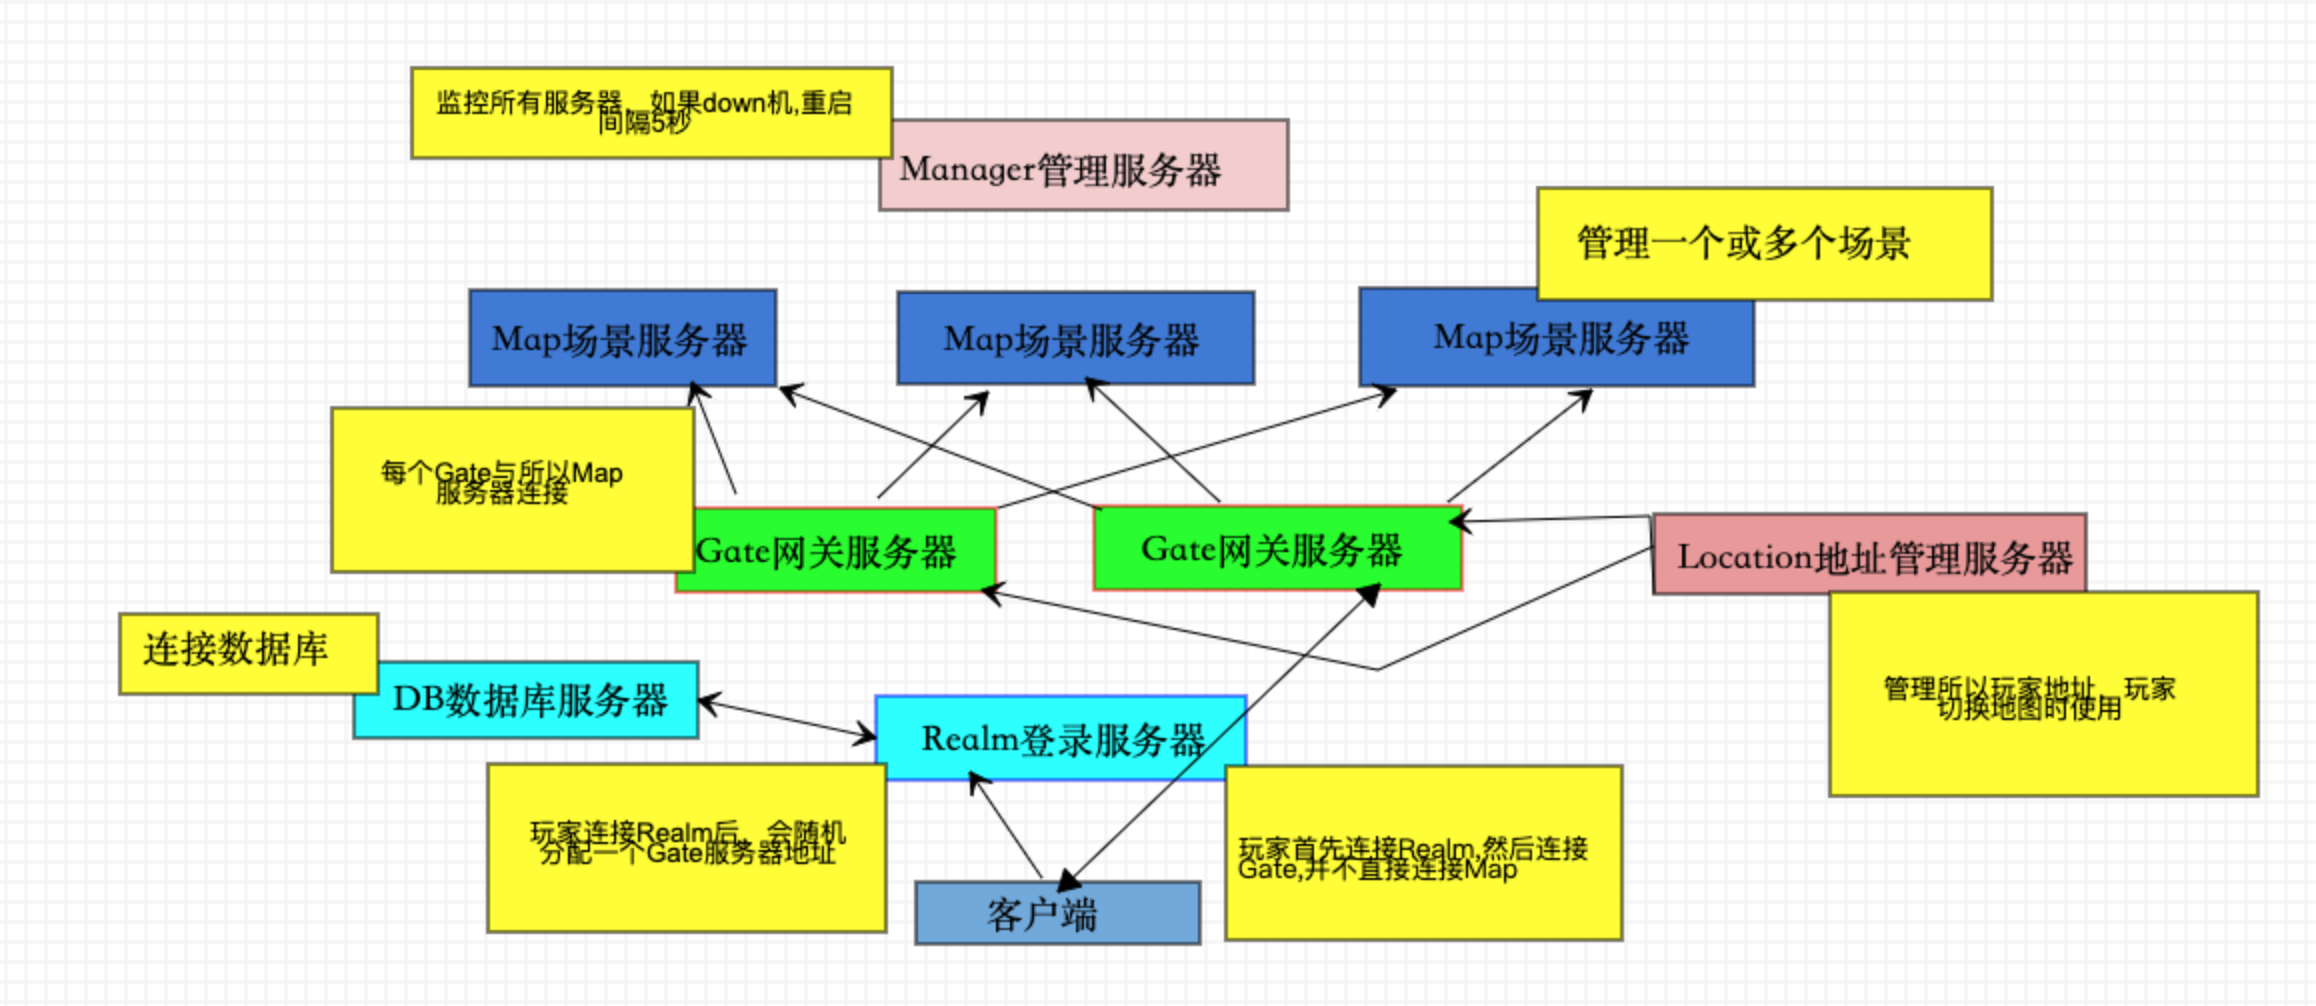 监控所有服务器，如果down机,重启
间隔5秒
Manager管理服务器
管理一个或多个场景
Map场景服务器
Map场景服务器
Map场景服务器
每个Gate与所以Map
服务器连接
Gate网关服务器
Gate网关服务器
Location地址管理服务器
连接数据库
DB数据库服务器
Realm登录服务器
管理所以玩家地址，玩家
切换地图时使用
玩家连接Realm后，会随机
分配一个Gate服务器地址
玩家首先连接Realm,然后连接
Gate,并不直接连接Map
客户端